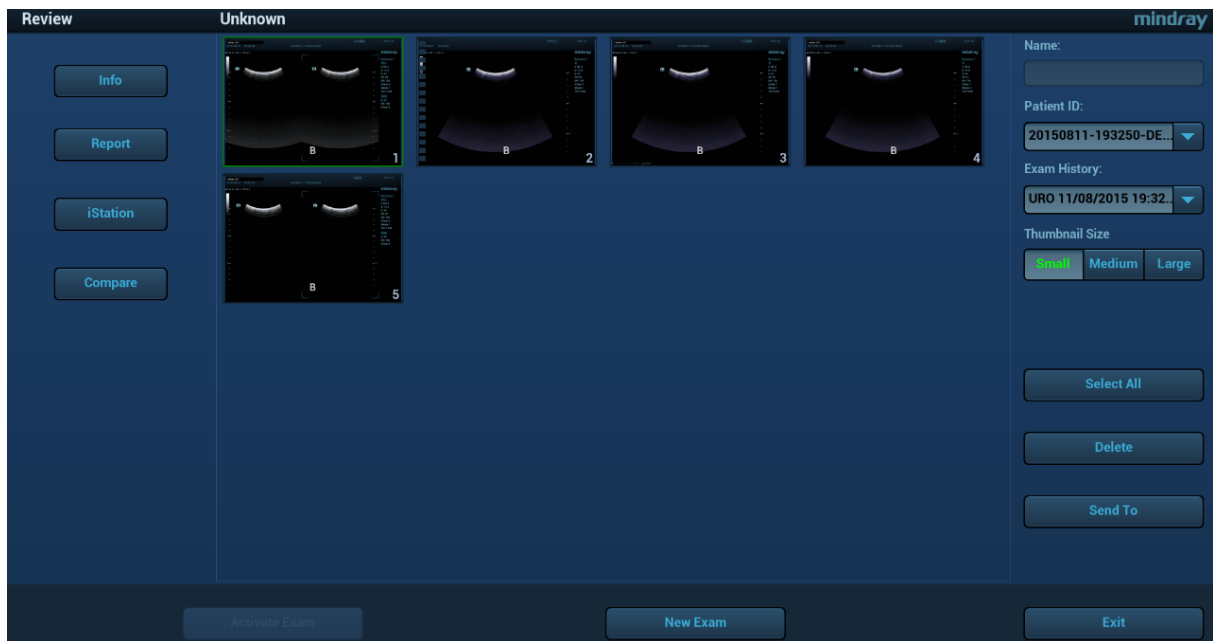 Review
Unknown
mindray
Info
Report
iStation
Compare
B
1
B
2
B
3
B
4
B
5
Name:
Patient ID:
20150811-193250-DE...
Exam History:
URO 11/08/2015 19:32..
Thumbnail Size
Small Medium Large
Select All
Delete
Send To
Activate Exam
New Exam
Exit